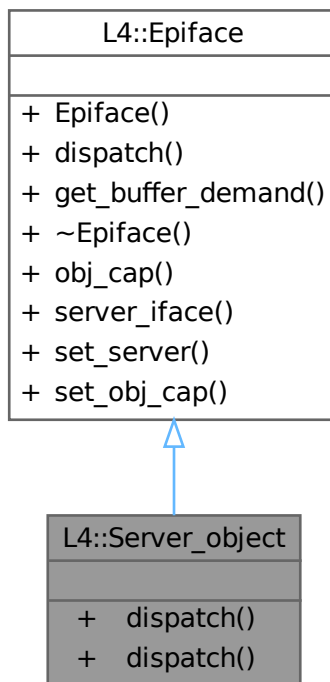 L4::Epiface
+ Epiface()
+ dispatch()
+ get_buffer_demand()
+ ~Epiface()
+ obj_cap()
+ server_iface()
+ set_server()
+ set_obj_cap()
L4::Server_object
+ dispatch()
+ dispatch()